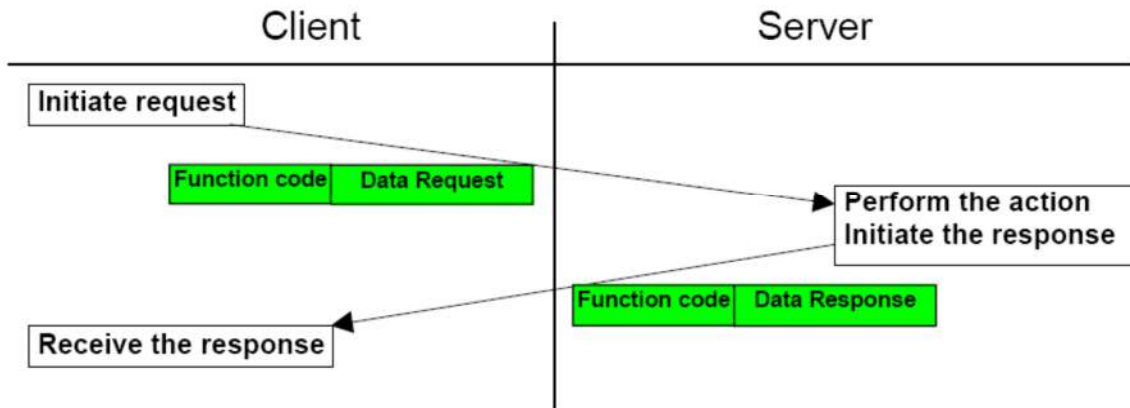 Client
Server
Initiate request
Function code
Data Request
Perform the action
Initiate the response
Function code
Data Response
Receive the response